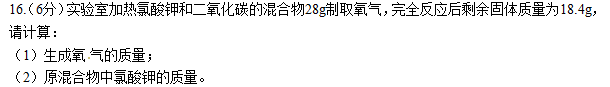 16.（6分）实验室加热氯酸钾和二氧化碳的混合物28g制取氧气，完全反应后剩余固体质量为18.4g，
请计算：
（1）生成氧.气的质量；
（2）原混合物中氯酸钾的质量。